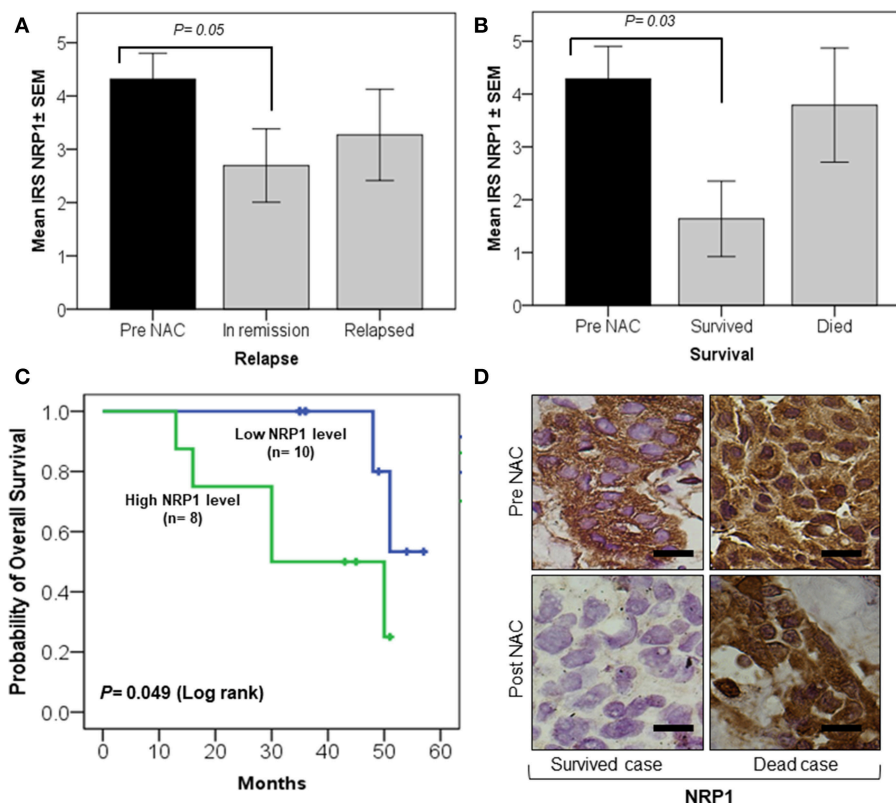 A
P= 0.05
Mean IRS NRP1± SEM
5
4
3
2
1
0
Pre NAC
In remission
Relapsed
Relapse
B
P= 0.03
Mean IRS NRP1 ± SEM
5
4
3
2
1
0
Pre NAC
Survived
Died
Survival
C
Probability of Overall Survival
1.0
0.8
0.6
0.4
0.2
0.0
Low NRP1 level
(n= 10)
High NRP1 level
(n= 8)
P= 0.049 (Log rank)
0
10
20
30
40
50
60
Months
D
Pre NAC
Post NAC
Survived case
Dead case
NRP1